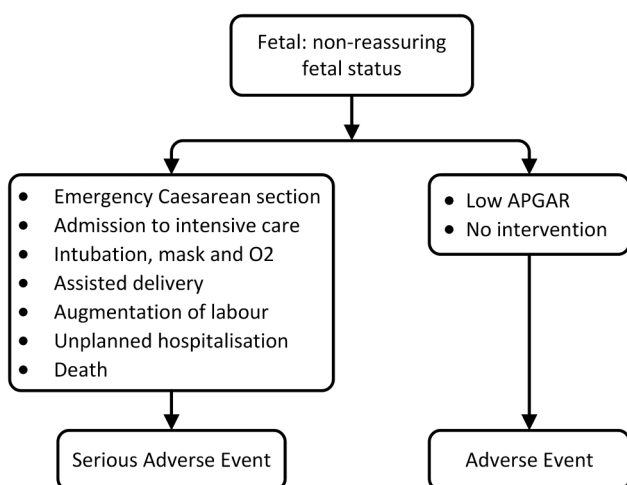 Fetal: non-reassuring
fetal status
• Emergency Caesarean section
• Admission to intensive care
• Intubation, mask and O2
• Assisted delivery
• Augmentation of labour
• Unplanned hospitalisation
• Death
• Low APGAR
• No intervention
Serious Adverse Event
Adverse Event